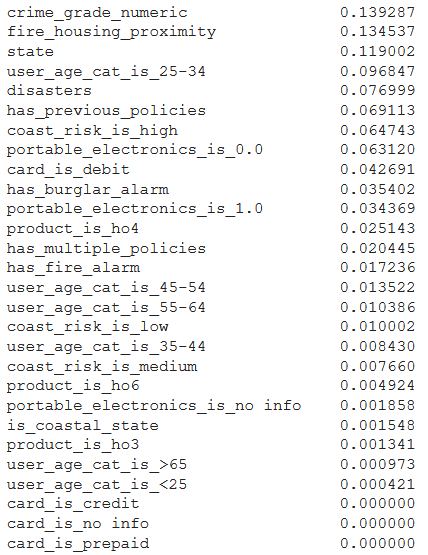 crime_grade_numeric 0.139287
fire_housing_proximity 0.134537
state 0.119002
user_age_cat_is_25-34 0.096847
disasters 0.076999
has_previous_policies 0.069113
coast_risk_is_high 0.064743
portable_electronics_is_0.0 0.063120
card_is_debit 0.042691
has_burglar_alarm 0.035402
portable_electronics_is_1.0 0.034369
product_is_ho4 0.025143
has_multiple_policies 0.020445
has_fire_alarm 0.017236
user_age_cat_is_45-54 0.013522
user_age_cat_is_55-64 0.010386
coast_risk_is_low 0.010002
user_age_cat_is_35-44 0.008430
coast_risk_is_medium 0.007660
product_is_ho6 0.004924
portable_electronics_is_no info 0.001858
is_coastal_state 0.001548
product_is_ho3 0.001341
user_age_cat_is_>65 0.000973
user_age_cat_is_<25 0.000421
card_is_credit 0.000000
card_is_no info 0.000000
card_is_prepaid 0.000000